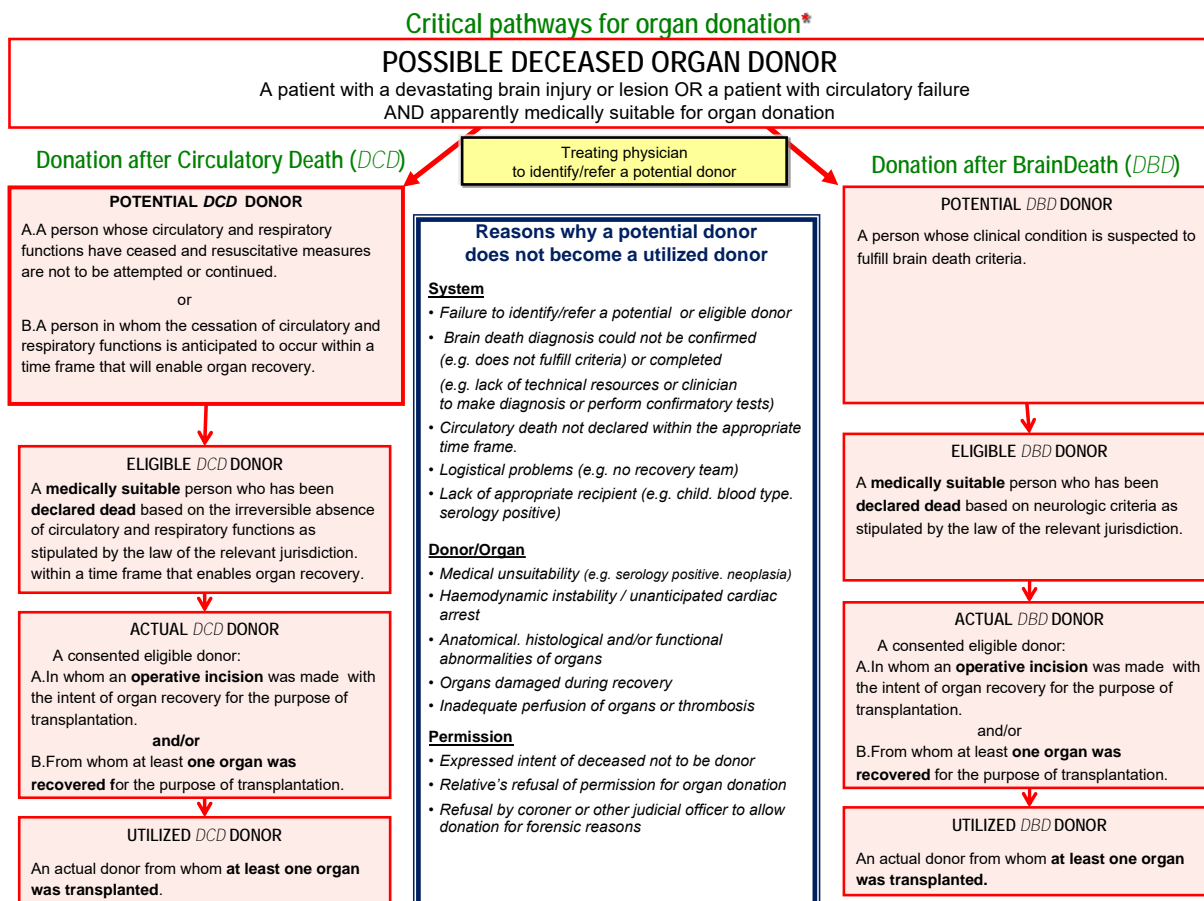 Critical pathways for organ donation*
POSSIBLE DECEASED ORGAN DONOR
A patient with a devastating brain injury or lesion OR a patient with circulatory failure
AND apparently medically suitable for organ donation
Treating physician
to identify/refer a potential donor
Donation after Circulatory Death (DCD)
POTENTIAL DCD DONOR
A.A person whose circulatory and respiratory
functions have ceased and resuscitative measures
are not to be attempted or continued.
or
B.A person in whom the cessation of circulatory and
respiratory functions is anticipated to occur within a
time frame that will enable organ recovery.
ELIGIBLE DCD DONOR
A medically suitable person who has been
declared dead based on the irreversible absence
of circulatory and respiratory functions as
stipulated by the law of the relevant jurisdiction.
within a time frame that enables organ recovery.
ACTUAL DCD DONOR
A consented eligible donor:
A.In whom an operative incision was made with
the intent of organ recovery for the purpose of
transplantation.
and/or
B.From whom at least one organ was
recovered for the purpose of transplantation.
UTILIZED DCD DONOR
An actual donor from whom at least one organ
was transplanted.
Reasons why a potential donor
does not become a utilized donor
System
• Failure to identify/refer a potential or eligible donor
• Brain death diagnosis could not be confirmed
(e.g. does not fulfill criteria) or completed
(e.g. lack of technical resources or clinician
to make diagnosis or perform confirmatory tests)
• Circulatory death not declared within the appropriate
time frame.
• Logistical problems (e.g. no recovery team)
• Lack of appropriate recipient (e.g. child. blood type.
serology positive)
Donor/Organ
• Medical unsuitability (e.g. serology positive. neoplasia)
• Haemodynamic instability / unanticipated cardiac
arrest
• Anatomical. histological and/or functional
abnormalities of organs
• Organs damaged during recovery
• Inadequate perfusion of organs or thrombosis
Permission
• Expressed intent of deceased not to be donor
• Relative's refusal of permission for organ donation
• Refusal by coroner or other judicial officer to allow
donation for forensic reasons
Donation after BrainDeath (DBD)
POTENTIAL DBD DONOR
A person whose clinical condition is suspected to
fulfill brain death criteria.
ELIGIBLE DBD DONOR
A medically suitable person who has been
declared dead based on neurologic criteria as
stipulated by the law of the relevant jurisdiction.
ACTUAL DBD DONOR
A consented eligible donor:
A.In whom an operative incision was made with
the intent of organ recovery for the purpose of
transplantation.
and/or
B.From whom at least one organ was
recovered for the purpose of transplantation.
UTILIZED DBD DONOR
An actual donor from whom at least one organ
was transplanted.